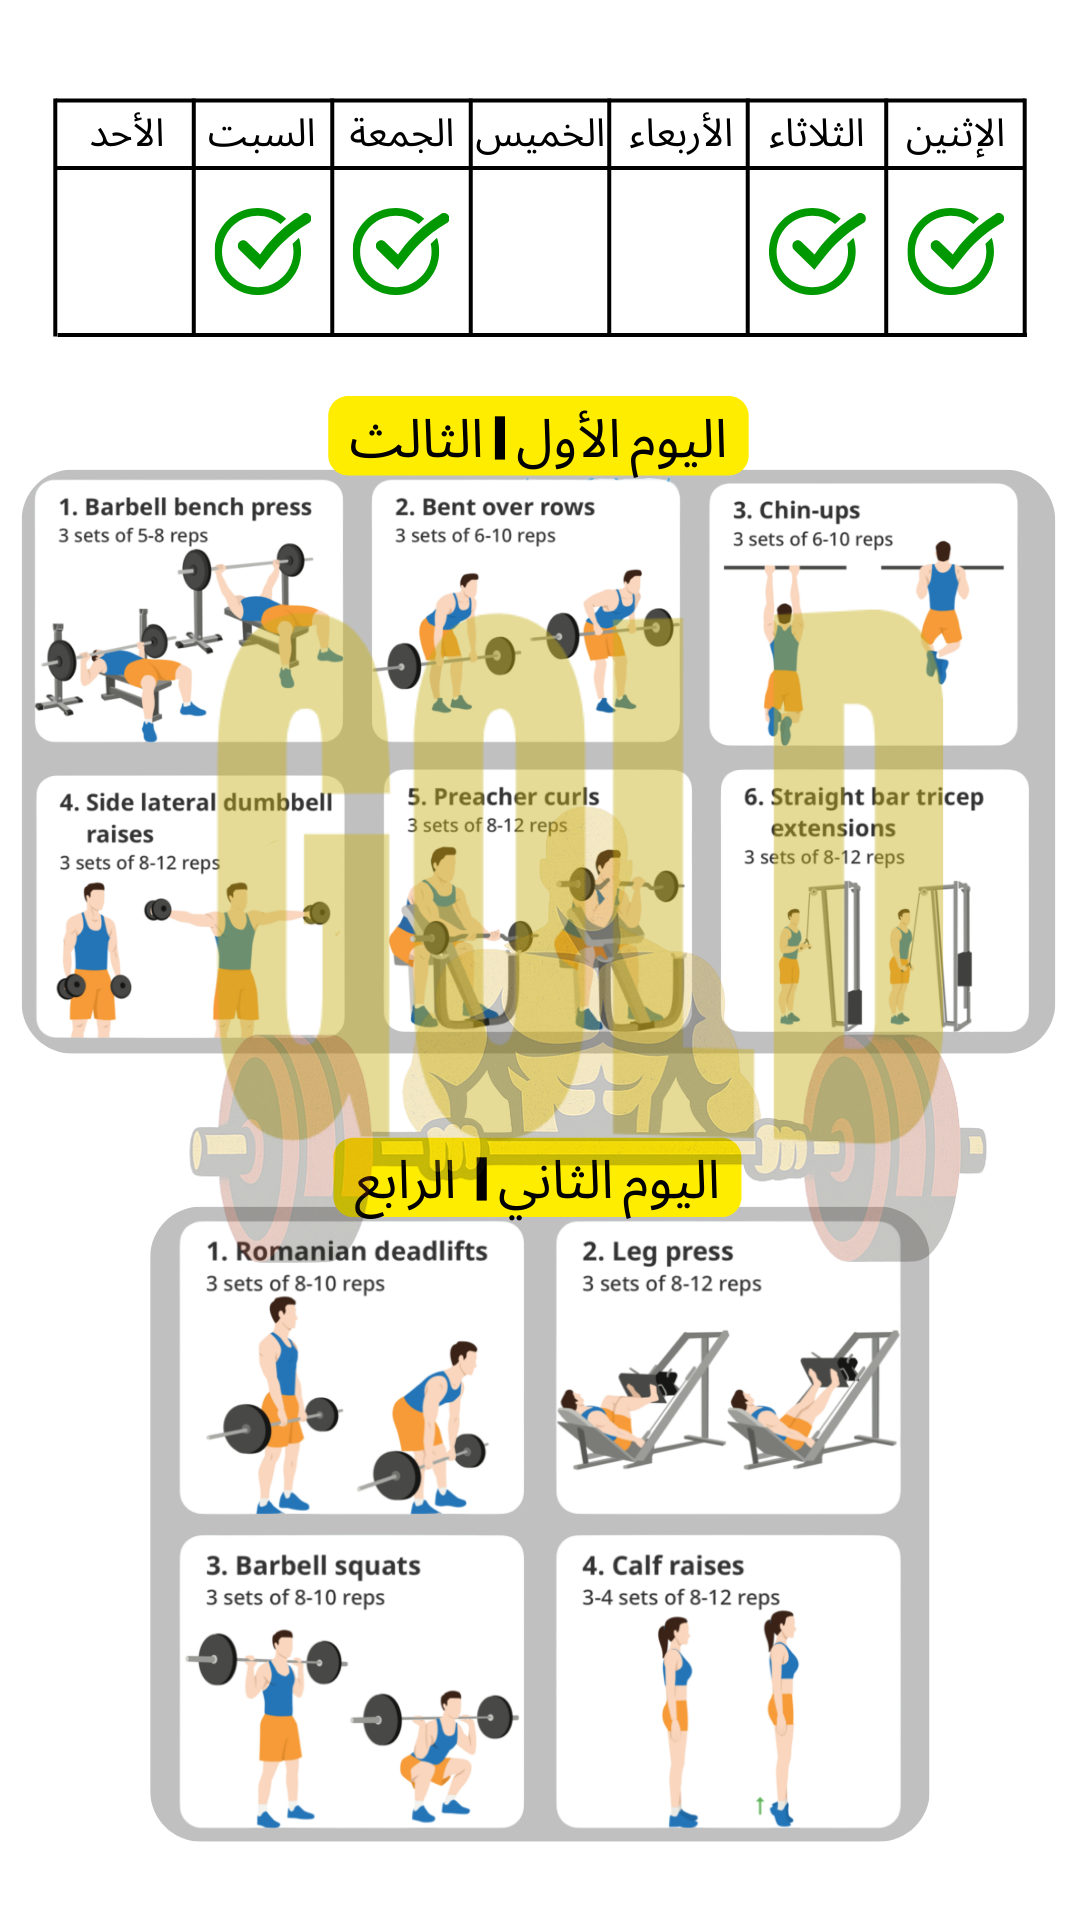 الإثنين الثلاثاء الأربعاء الخميس الجمعة السبت الأحد
اليوم الأول | الثالث
1. Barbell bench press
3 sets of 5-8 reps
2. Bent over rows
3 sets of 6-10 reps
3. Chin-ups
3 sets of 6-10 reps
4. Side lateral dumbbell
raises
3 sets of 8-12 reps
5. Preacher curls
3 sets of 8-12 reps
6. Straight bar tricep
extensions
3 sets of 8-12 reps
GOLD
اليوم الثاني | الرابع
1. Romanian deadlifts
3 sets of 8-10 reps
2. Leg press
3 sets of 8-12 reps
3. Barbell squats
3 sets of 8-10 reps
4. Calf raises
3-4 sets of 8-12 reps